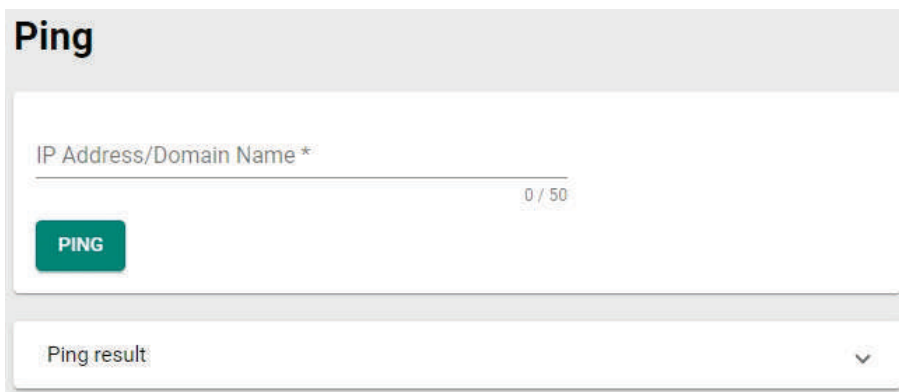 Ping
IP Address/Domain Name *
0 / 50
PING
Ping result